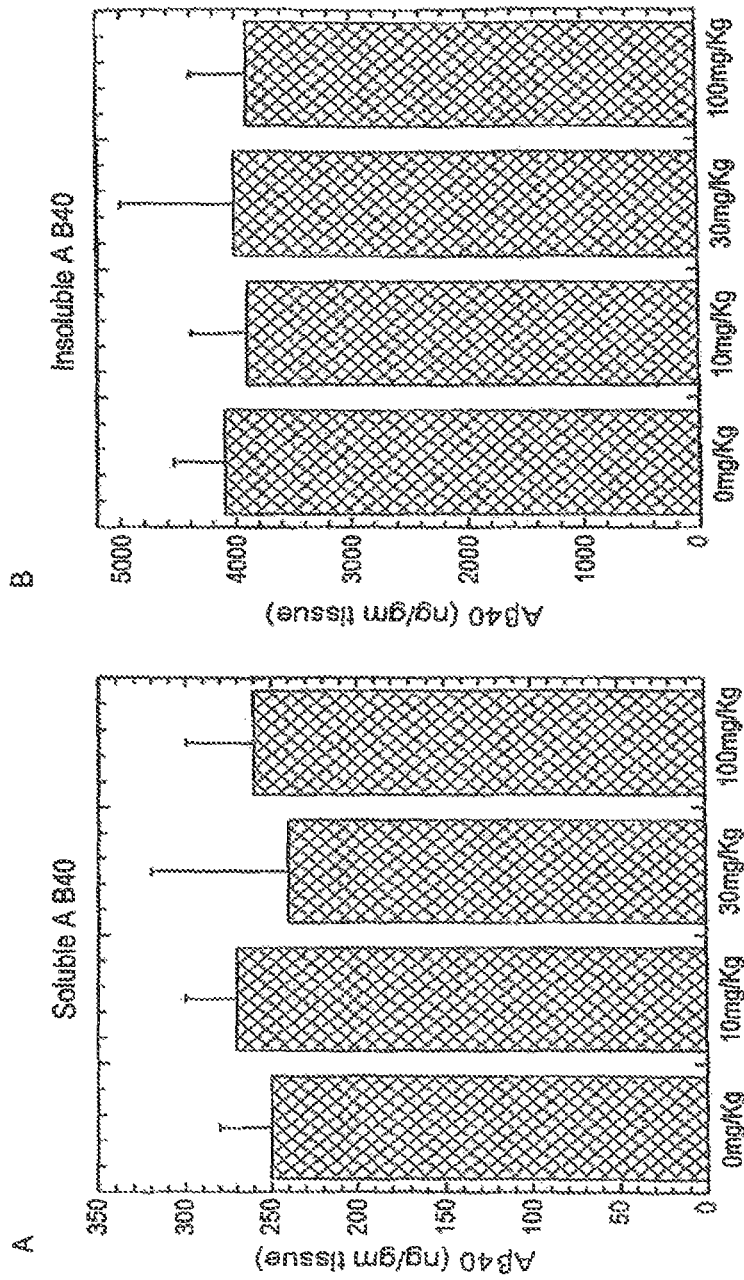 A
Soluble A B40
Aβ40 (ng/gm tissue)
350
300
250
200
150
100
50
0
0mg/Kg
10mg/Kg
30mg/Kg
100mg/Kg
B
Insoluble A B40
Aβ40 (ng/gm tissue)
5000
4000
3000
2000
1000
0
0mg/Kg
10mg/Kg
30mg/Kg
100mg/Kg